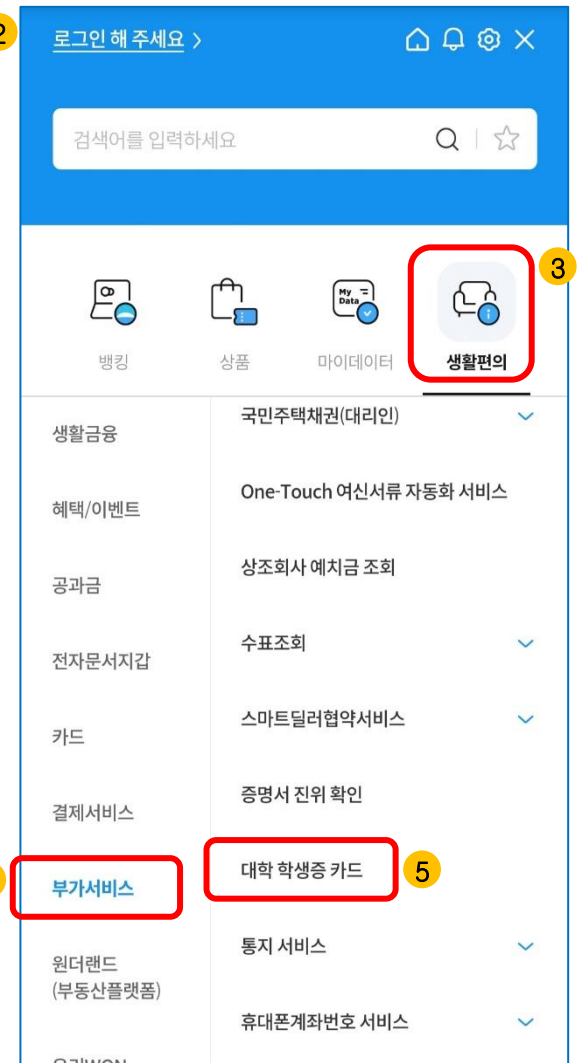 2
로그인 해 주세요 >
검색어를 입력하세요
3
My
Data
뱅킹
상품
마이데이터
생활편의
생활금융
국민주택채권(대리인)
혜택/이벤트
One-Touch 여신서류 자동화 서비스
공과금
상조회사 예치금 조회
전자문서지갑
수표조회
카드
스마트딜러협약서비스
결제서비스
증명서 진위 확인
부가서비스
대학 학생증 카드
5
원더랜드
(부동산플랫폼)
통지 서비스
휴대폰계좌번호 서비스